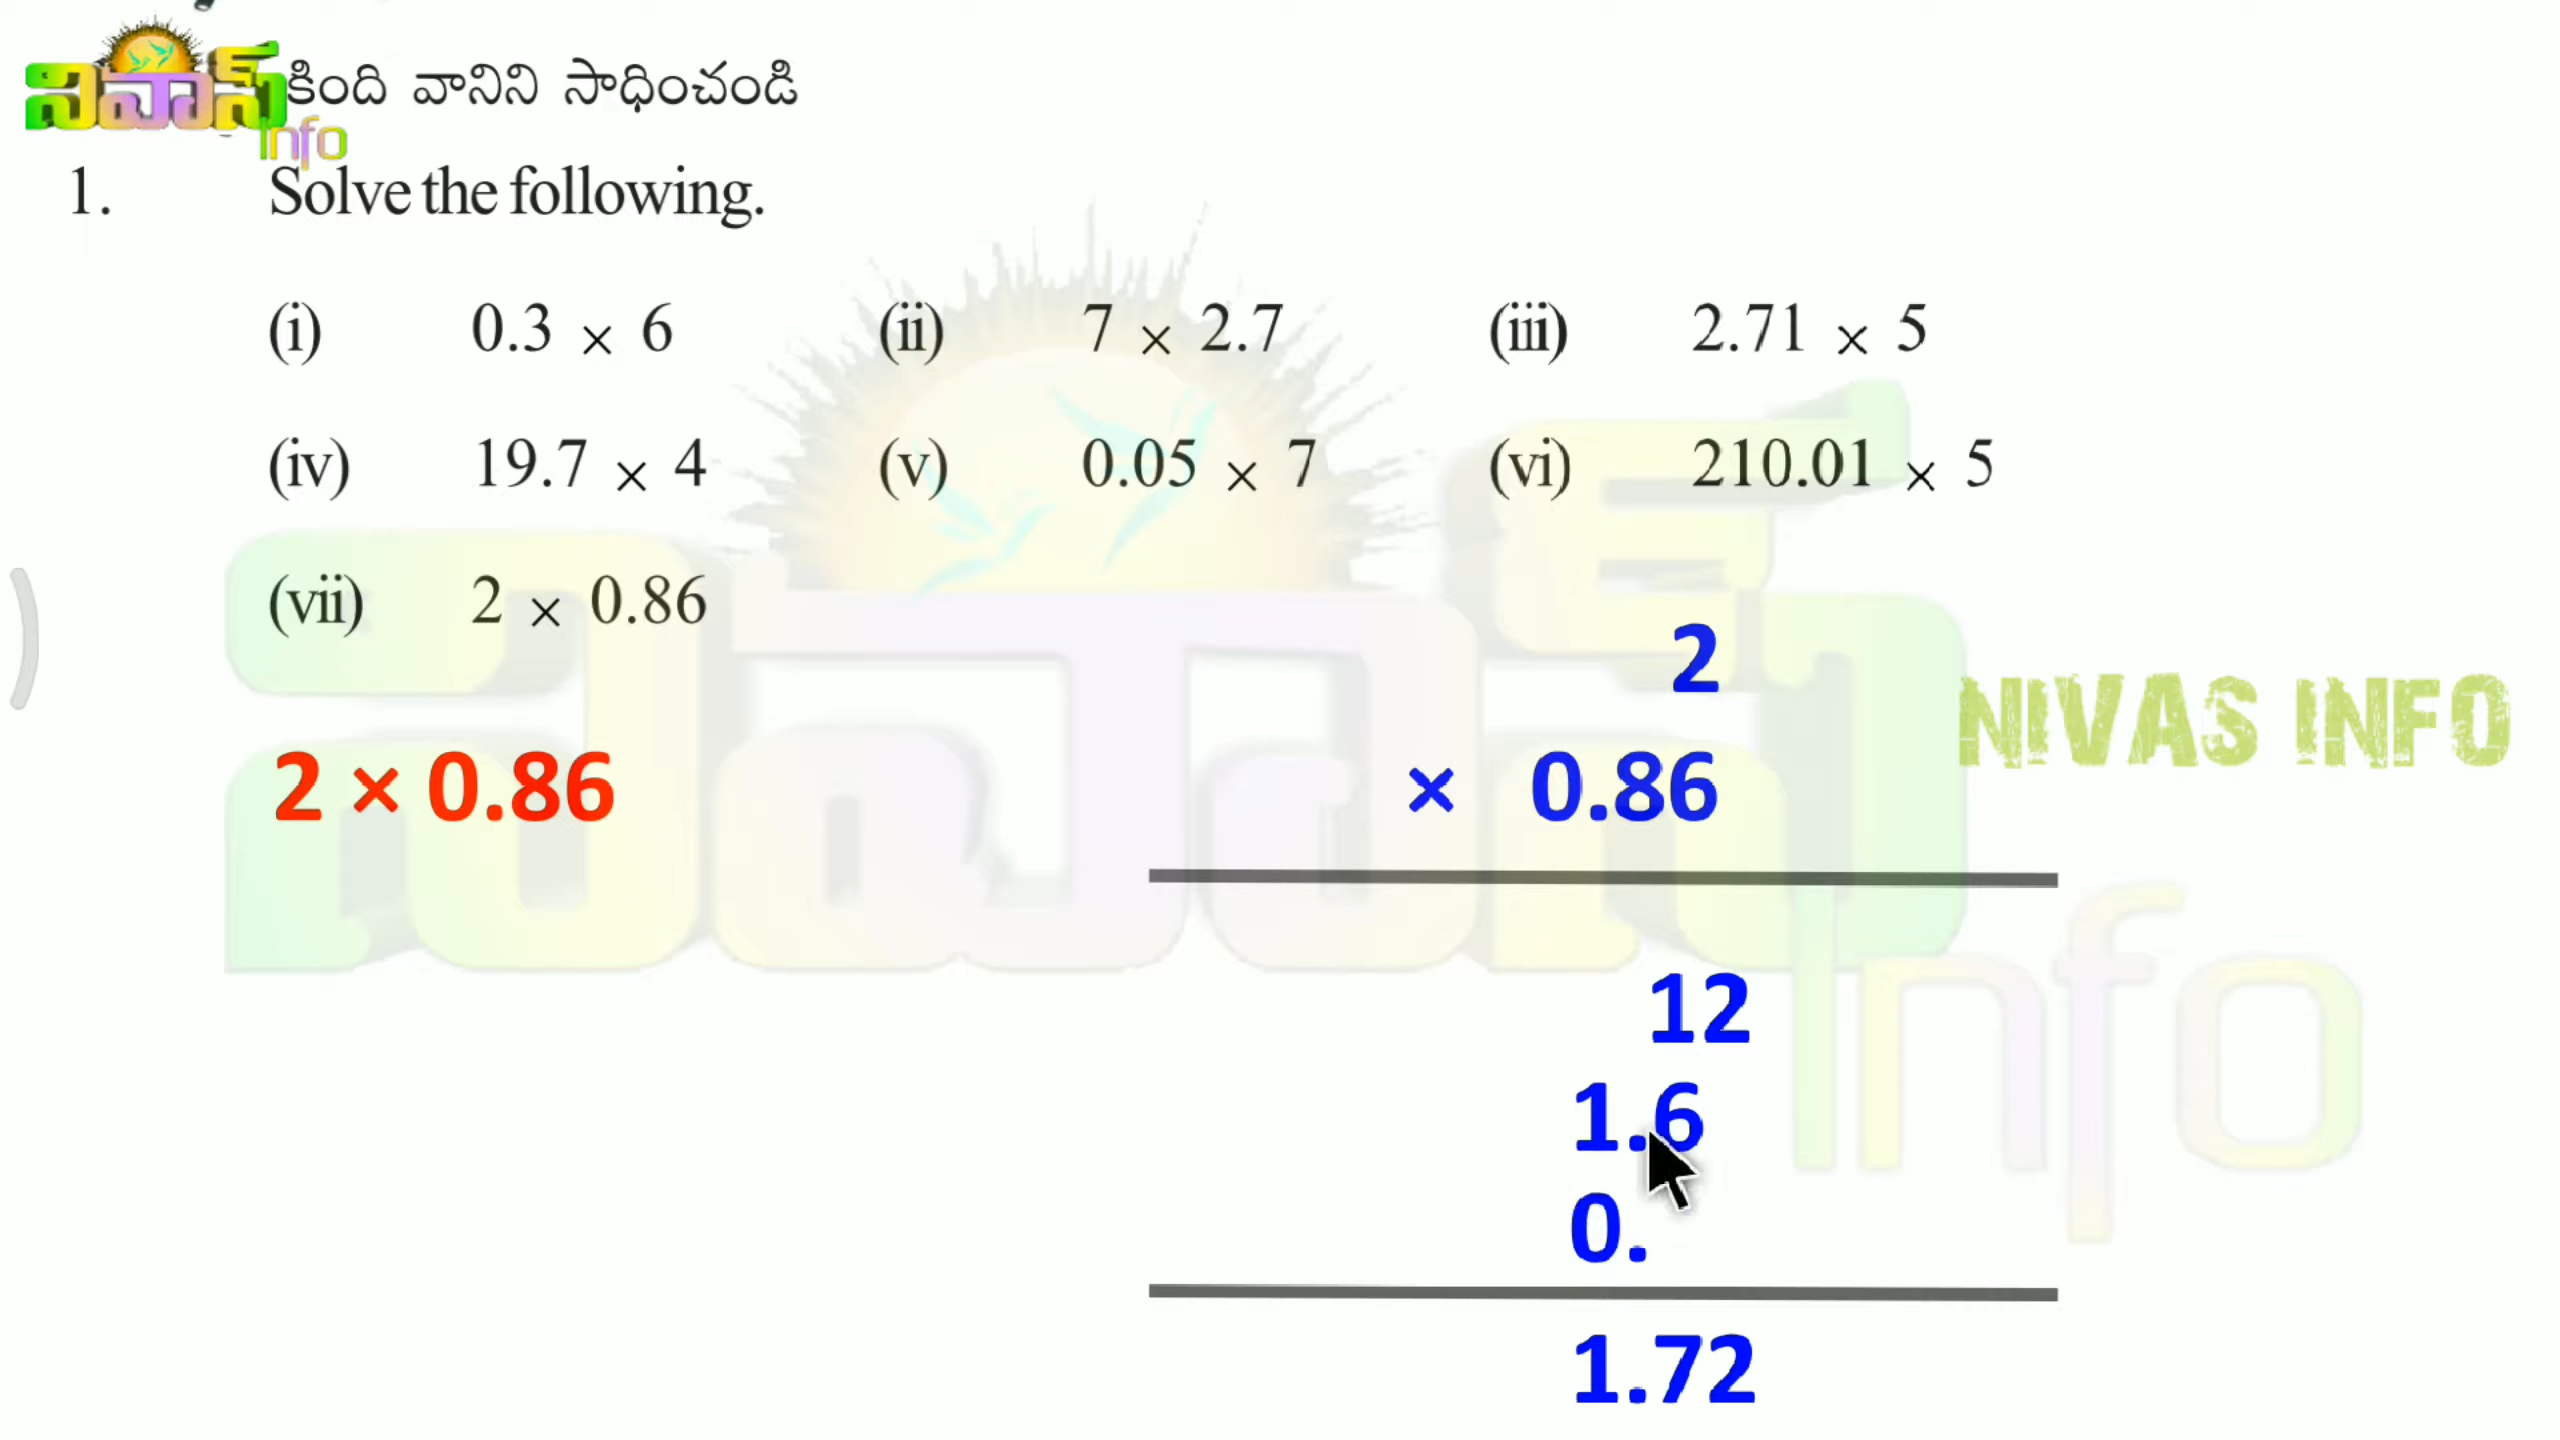 నివాస్
Info
కింది వానిని సాధించండి
1. Solve the following.
(i) 0.3 × 6 (ii) 7 × 2.7 (iii) 2.71 × 5
(iv) 19.7 × 4 (v) 0.05 × 7 (vi) 210.01 × 5
(vii) 2 × 0.86
2
NIVAS INFO
2 × 0.86
× 0.86
12
1.6
0.
1.72
నివాస్
Info